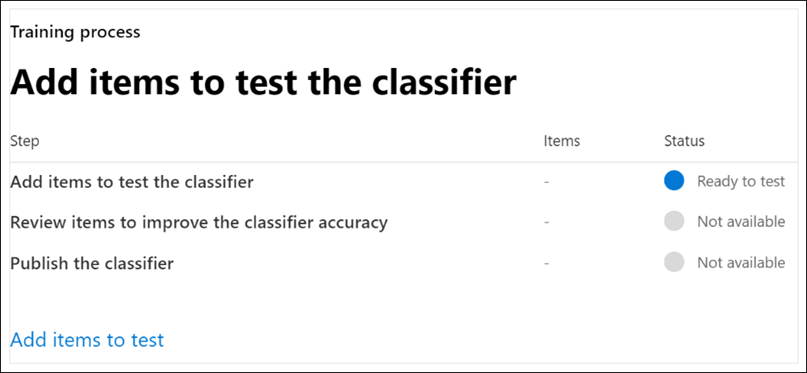 Training process
Add items to test the classifier
Step Items Status
Add items to test the classifier - Ready to test
Review items to improve the classifier accuracy - Not available
Publish the classifier - Not available
Add items to test